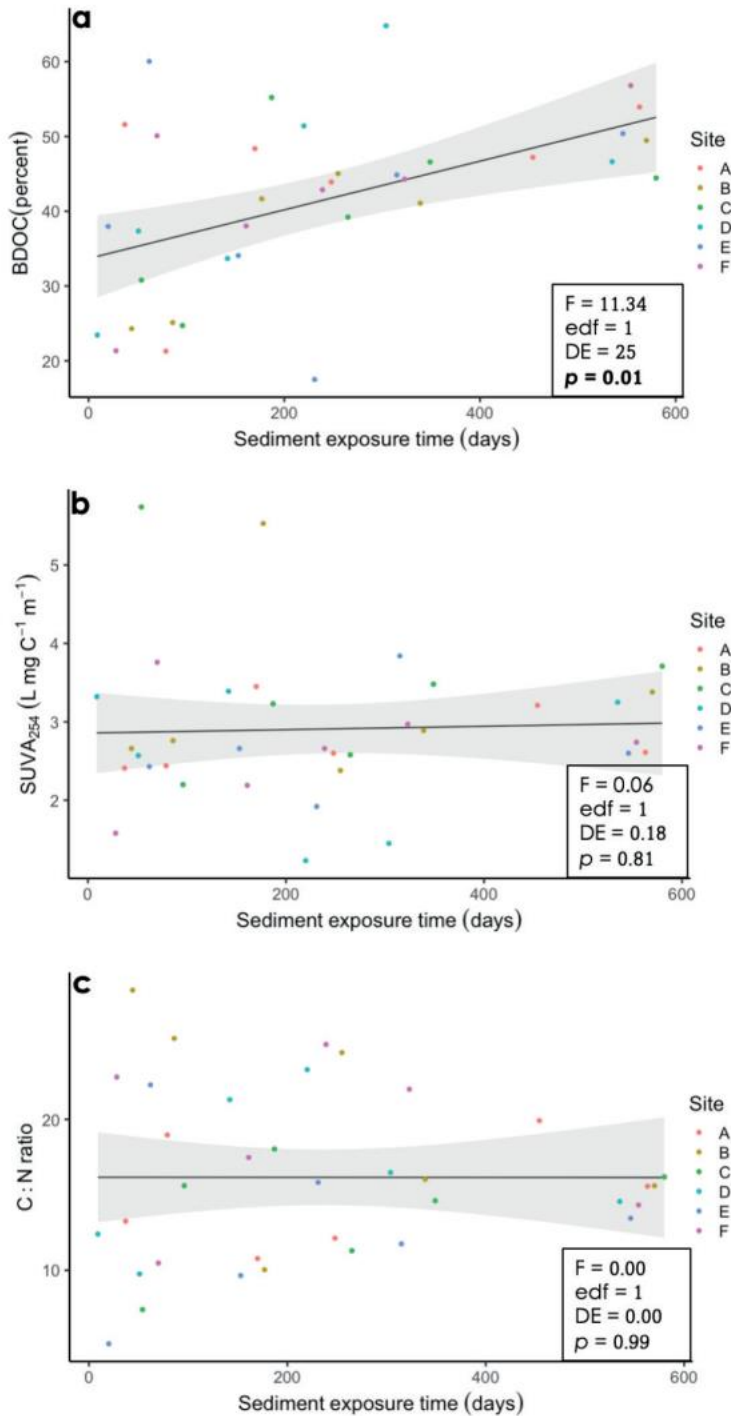 a
BDOC(percent)
60
50
40
30
20
0
200
400
600
Sediment exposure time (days)
Site
A
B
C
D
E
F
F = 11.34
edf = 1
DE = 25
p = 0.01
b
SUVA₂₅₄ (L mg C⁻¹ m⁻¹)
5
4
3
2
0
200
400
600
Sediment exposure time (days)
Site
A
B
C
D
E
F
F = 0.06
edf = 1
DE = 0.18
p = 0.81
c
C : N ratio
20
10
0
200
400
600
Sediment exposure time (days)
Site
A
B
C
D
E
F
F = 0.00
edf = 1
DE = 0.00
p = 0.99